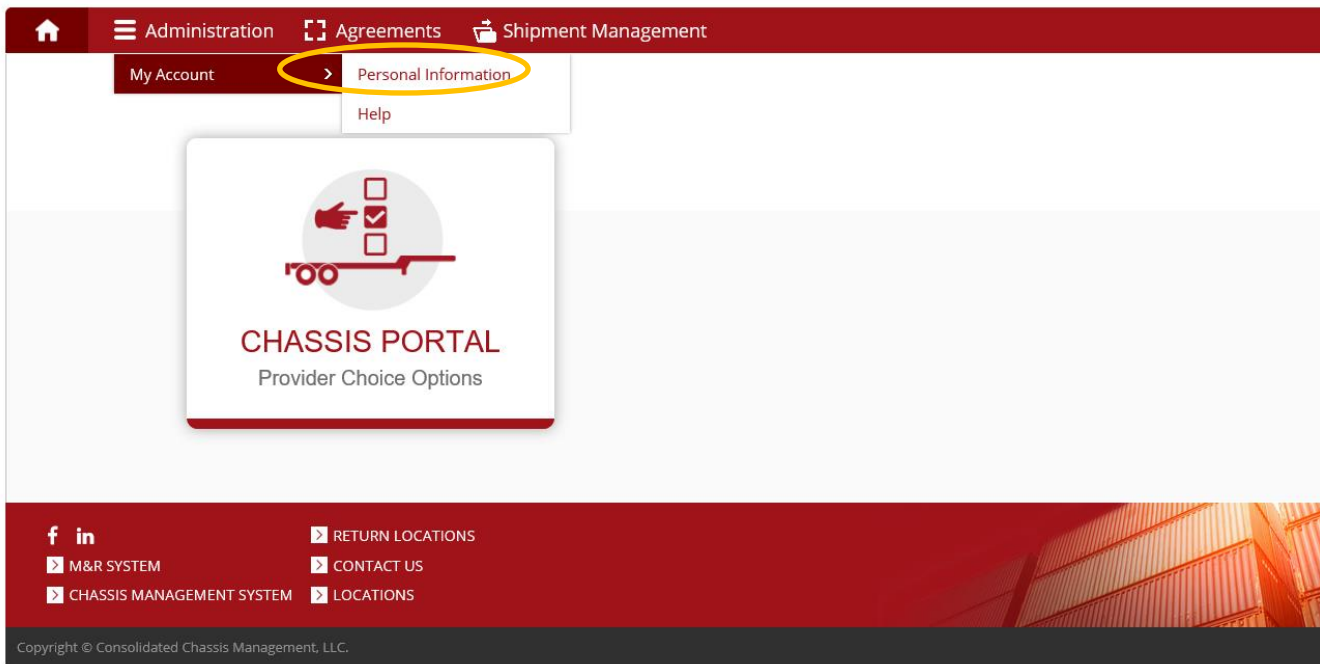 Administration Agreements Shipment Management
My Account Personal Information
Help
CHASSIS PORTAL
Provider Choice Options
f in RETURN LOCATIONS
M&R SYSTEM CONTACT US
CHASSIS MANAGEMENT SYSTEM LOCATIONS
Copyright © Consolidated Chassis Management, LLC.